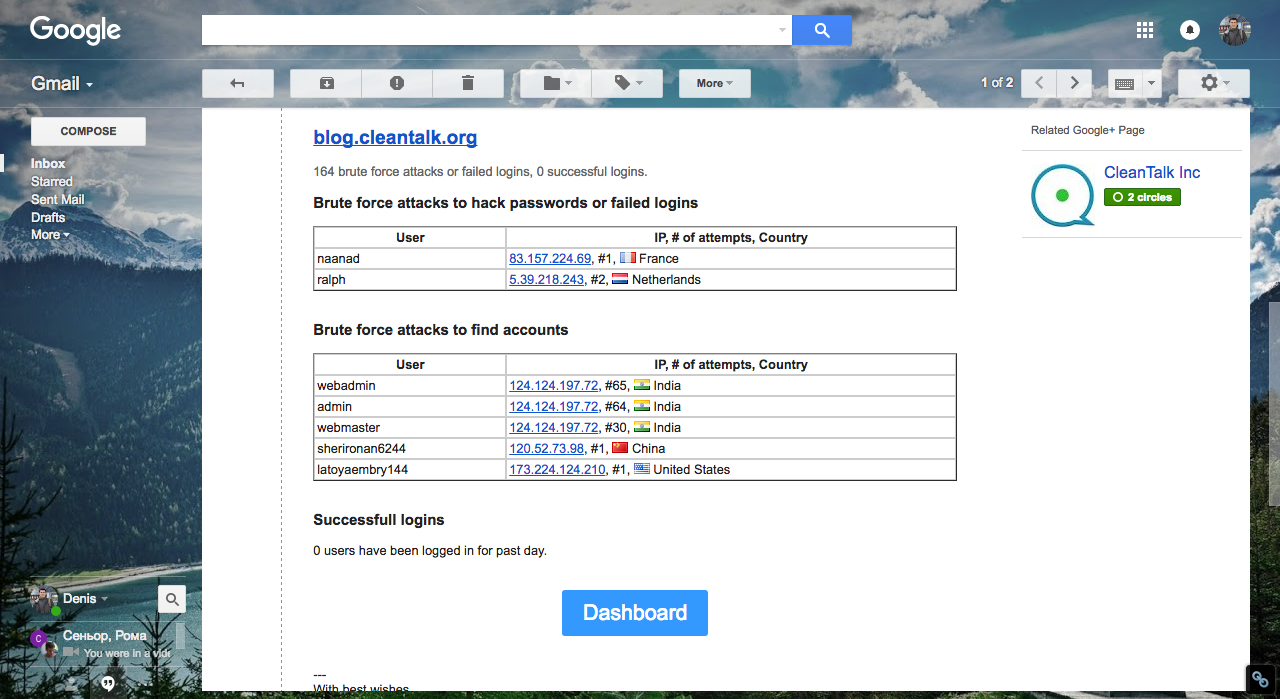 Google
Gmail
More
1 of 2
COMPOSE
Inbox
Starred
Sent Mail
Drafts
More
blog.cleantalk.org
164 brute force attacks or failed logins, 0 successful logins.
Brute force attacks to hack passwords or failed logins
User IP, # of attempts, Country
naanad 83.157.224.69, #1, France
ralph 5.39.218.243, #2, Netherlands
Brute force attacks to find accounts
User IP, # of attempts, Country
webadmin 124.124.197.72, #65, India
admin 124.124.197.72, #64, India
webmaster 124.124.197.72, #30, India
sherironan6244 120.52.73.98, #1, China
latoyaembry144 173.224.124.210, #1, United States
Successfull logins
0 users have been logged in for past day.
Dashboard
---
With best wishes
Related Google+ Page
CleanTalk Inc
2 circles
Denis
C
Сеньор, Рома
You were in a